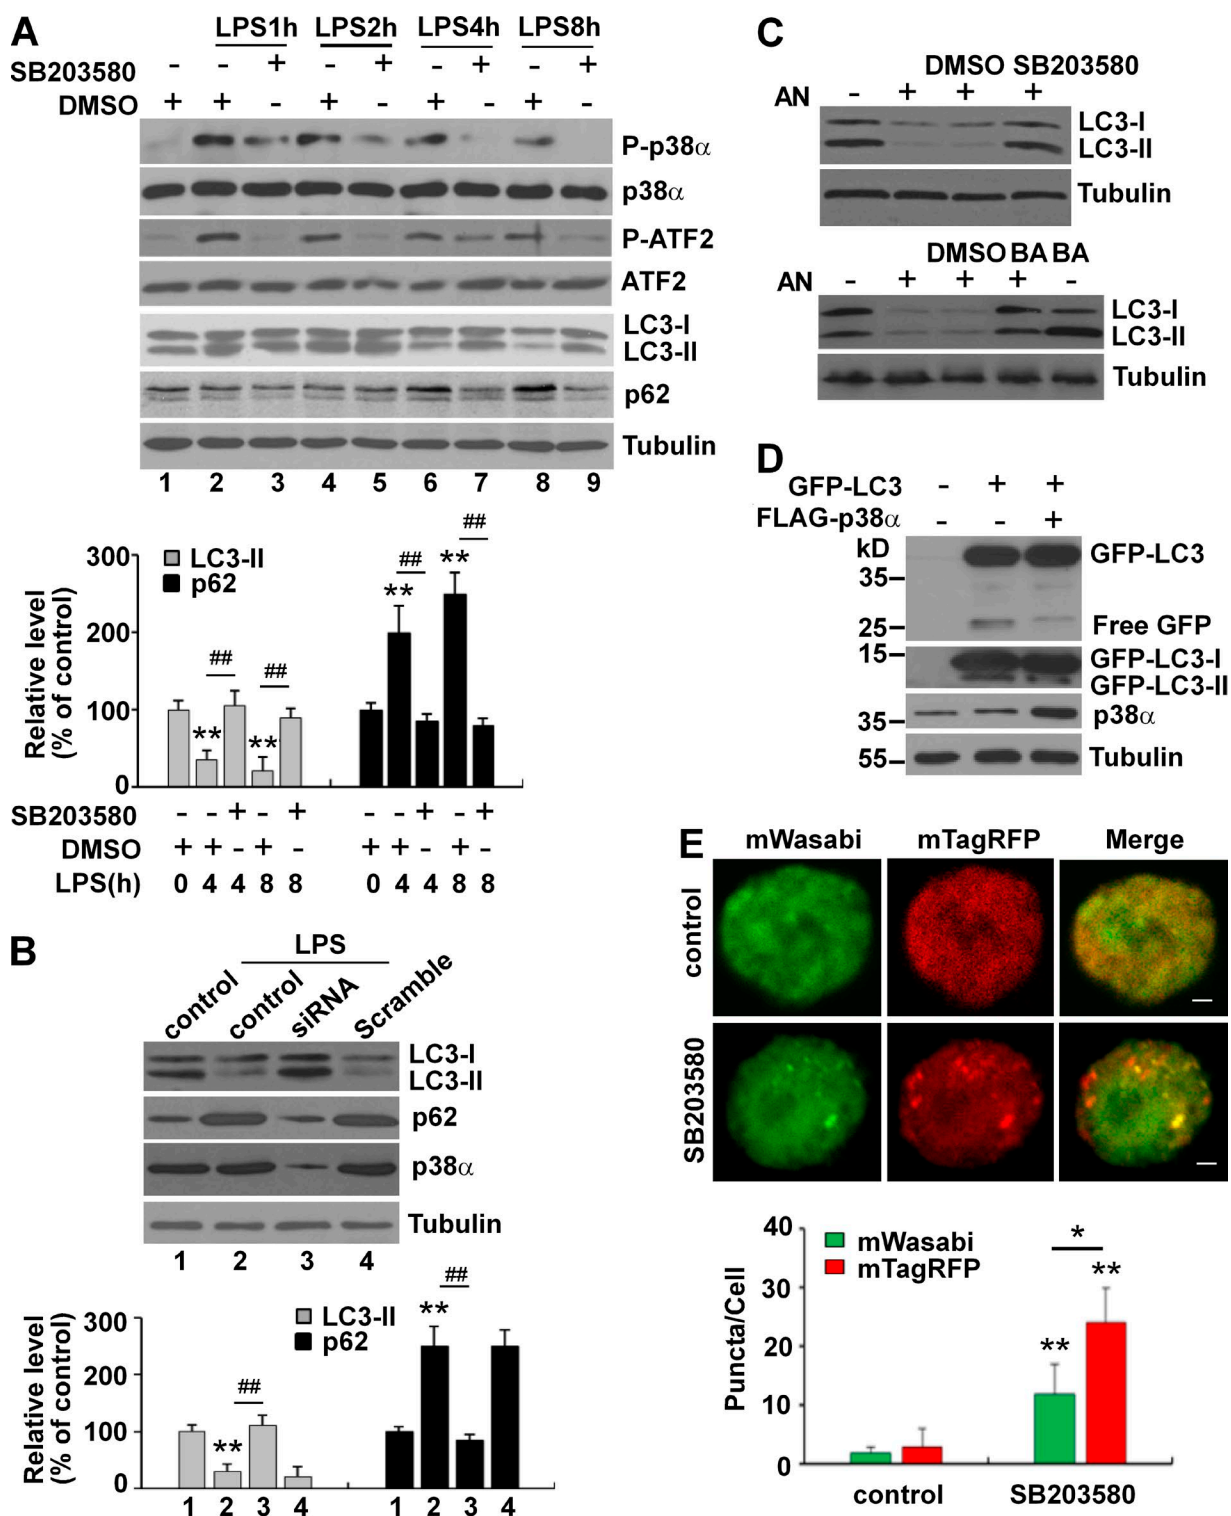 A
LPS1h LPS2h LPS4h LPS8h
SB203580 - - + - + - + - +
DMSO + + - + - + - + -
P-p38α
p38α
P-ATF2
ATF2
LC3-I
LC3-II
p62
Tubulin
1 2 3 4 5 6 7 8 9
Relative level
(% of control)
300
200
100
0
LC3-II
p62
** ## ** ## ** ## ** ##
SB203580 - - + - + - - + - +
DMSO + + - + - + + - + -
LPS(h) 0 4 4 8 8 0 4 4 8 8
B
LPS
control control siRNA Scramble
LC3-I
LC3-II
p62
p38α
Tubulin
1 2 3 4
Relative level
(% of control)
300
200
100
0
LC3-II
p62
** ## ** ##
1 2 3 4 1 2 3 4
C
DMSO SB203580
AN - + + +
LC3-I
LC3-II
Tubulin
DMSO BA BA
AN - + + + -
LC3-I
LC3-II
Tubulin
D
GFP-LC3 - + +
FLAG-p38α - - +
kD
35
25
15
35
55
GFP-LC3
Free GFP
GFP-LC3-I
GFP-LC3-II
p38α
Tubulin
E
mWasabi mTagRFP Merge
control
SB203580
Puncta/Cell
40
30
20
10
0
mWasabi
mTagRFP
*
** **
control SB203580